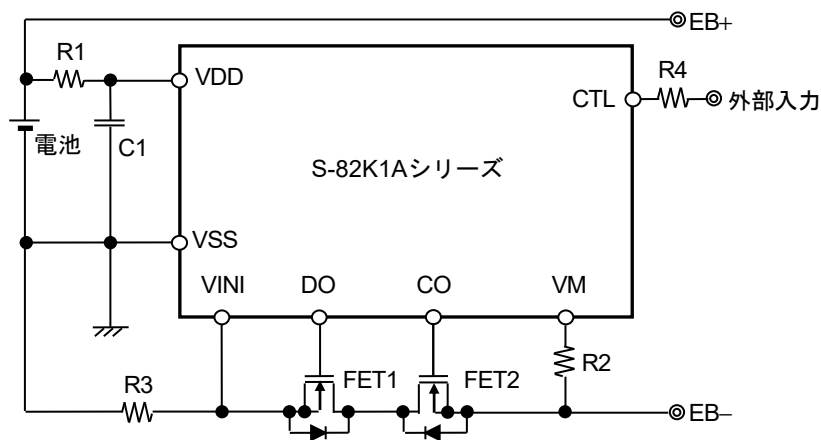 EB+
R1
VDD
R4
CTL
外部入力
電池
C1
S-82K1Aシリーズ
VSS
VINI
DO
CO
VM
R3
FET1
FET2
R2
EB−